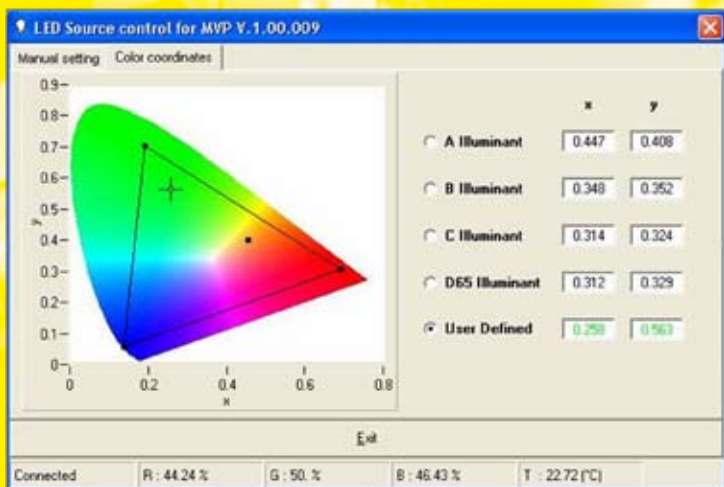 LED Source control for MVP V.1.00.009
Manual setting Color coordinates
0.9
0.8
0.7
0.6
0.5
0.4
0.3
0.2
0.1
0
y
0 0.2 0.4 0.6 0.8
x
x y
A Illuminant 0.447 0.408
B Illuminant 0.348 0.352
C Illuminant 0.314 0.324
D65 Illuminant 0.312 0.329
User Defined 0.258 0.563
Exit
Connected R : 44.24 % G : 50. % B : 46.43 % T : 22.72 (°C)